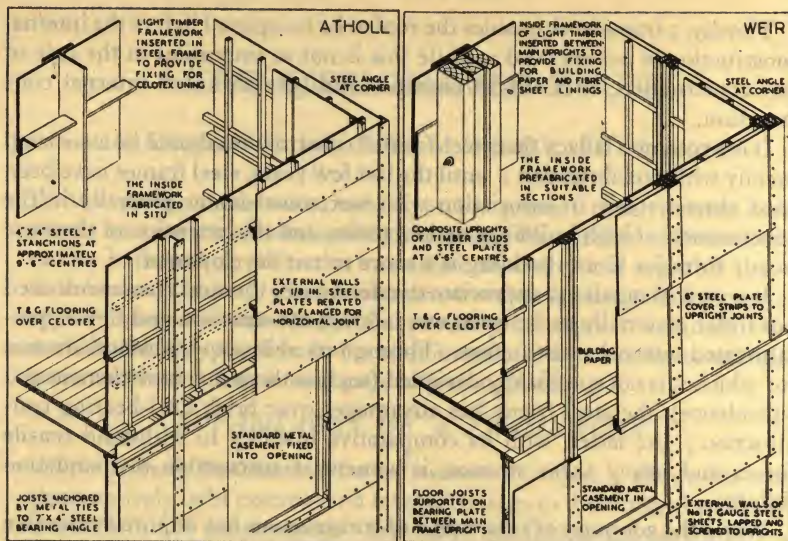 ATHOLL
LIGHT TIMBER
FRAMEWORK
INSERTED IN
STEEL FRAME
TO PROVIDE
FIXING FOR
CELOTEX LINING
STEEL ANGLE
AT CORNER
THE INSIDE
FRAMEWORK
FABRICATED
IN SITU
4" X 4" STEEL "T"
STANCHIONS AT
APPROXIMATELY
9'-6" CENTRES
EXTERNAL WALLS
OF 1/8 IN. STEEL
PLATES REBATED
AND FLANGED FOR
HORIZONTAL JOINT
T & G FLOORING
OVER CELOTEX
STANDARD METAL
CASEMENT FIXED
INTO OPENING
JOISTS ANCHORED
BY METAL TIES
TO 7" X 4" STEEL
BEARING ANGLE
WEIR
INSIDE FRAMEWORK
OF LIGHT TIMBER
INSERTED BETWEEN
MAIN UPRIGHTS TO
PROVIDE FIXING
FOR BUILDING
PAPER AND FIBRE
SHEET LININGS
STEEL ANGLE
AT CORNER
THE INSIDE
FRAMEWORK
PREFABRICATED
IN SUITABLE
SECTIONS
COMPOSITE UPRIGHTS
OF TIMBER STUDS
AND STEEL PLATES
AT 4'-6" CENTRES
T & G FLOORING
OVER CELOTEX
6" STEEL PLATE
COVER STRIPS TO
UPRIGHT JOINTS
BUILDING
PAPER
FLOOR JOISTS
SUPPORTED ON
BEARING PLATE
BETWEEN MAIN
FRAME UPRIGHTS
STANDARD METAL
CASEMENT IN
OPENING
EXTERNAL WALLS OF
No 12 GAUGE STEEL
SHEETS LAPPED AND
SCREWED TO UPRIGHTS